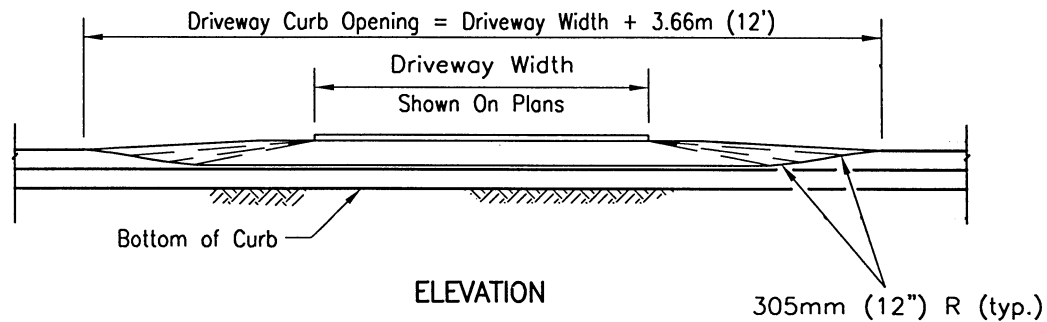 Driveway Curb Opening = Driveway Width + 3.66m (12')
Driveway Width
Shown On Plans
Bottom of Curb
ELEVATION
305mm (12") R (typ.)